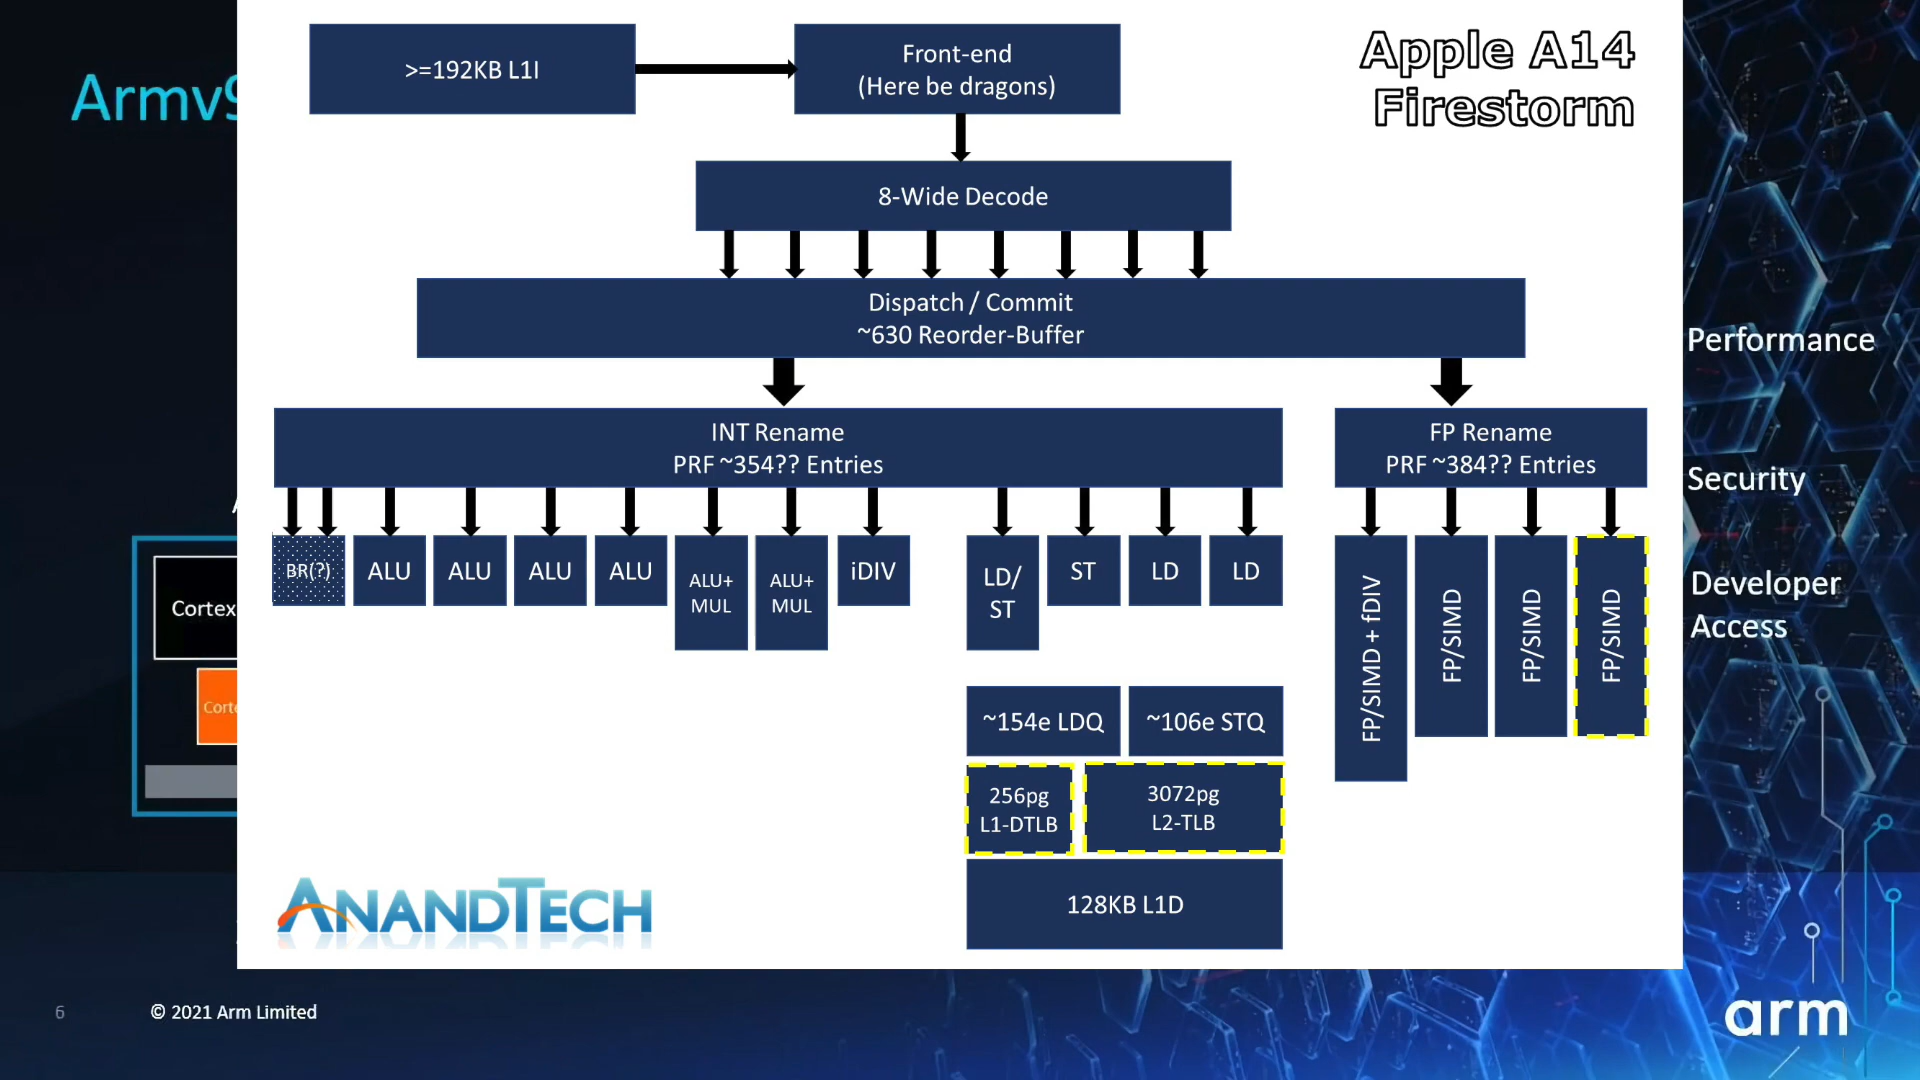 Armv9
>=192KB L1I
Front-end
(Here be dragons)
Apple A14
Firestorm
8-Wide Decode
Dispatch / Commit
~630 Reorder-Buffer
INT Rename
PRF ~354?? Entries
FP Rename
PRF ~384?? Entries
BR(?)
ALU
ALU
ALU
ALU
ALU+
MUL
ALU+
MUL
iDIV
LD/
ST
ST
LD
LD
FP/SIMD + fDIV
FP/SIMD
FP/SIMD
FP/SIMD
~154e LDQ
~106e STQ
256pg
L1-DTLB
3072pg
L2-TLB
128KB L1D
ANANDTECH
Performance
Security
Developer
Access
Cortex
6
© 2021 Arm Limited
arm